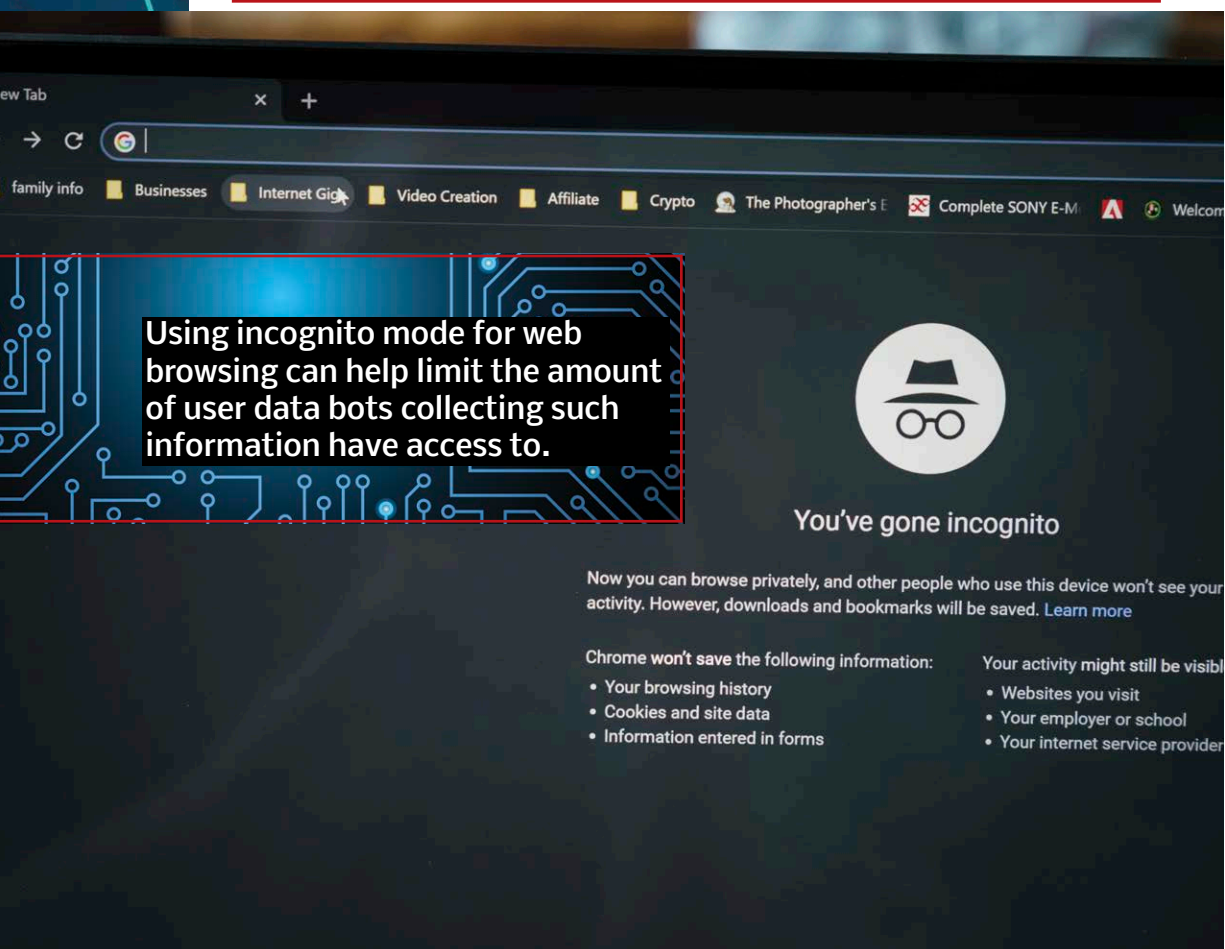 ew Tab
family info Businesses Internet Gig Video Creation Affiliate Crypto The Photographer's E Complete SONY E-M Welcom
Using incognito mode for web
browsing can help limit the amount
of user data bots collecting such
information have access to.
You've gone incognito
Now you can browse privately, and other people who use this device won't see your
activity. However, downloads and bookmarks will be saved. Learn more
Chrome won't save the following information:
• Your browsing history
• Cookies and site data
• Information entered in forms
Your activity might still be visibl
• Websites you visit
• Your employer or school
• Your internet service provider